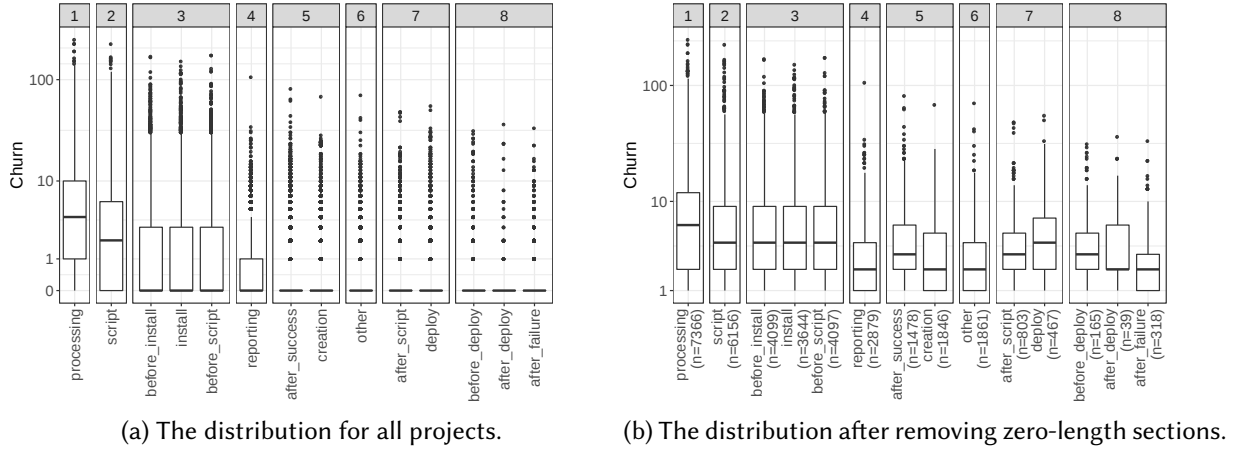 1 2 3 4 5 6 7 8
Churn
100
10
1
0
processing
script
before_install
install
before_script
reporting
after_success
creation
other
after_script
deploy
before_deploy
after_deploy
after_failure
(a) The distribution for all projects.
1 2 3 4 5 6 7 8
Churn
100
10
1
processing
(n=7366)
script
(n=6156)
before_install
(n=4099)
install
(n=3644)
before_script
(n=4097)
reporting
(n=2879)
after_success
(n=1478)
creation
(n=1846)
other
(n=1861)
after_script
(n=803)
deploy
(n=467)
before_deploy
(n=165)
after_deploy
(n=39)
after_failure
(n=318)
(b) The distribution after removing zero-length sections.